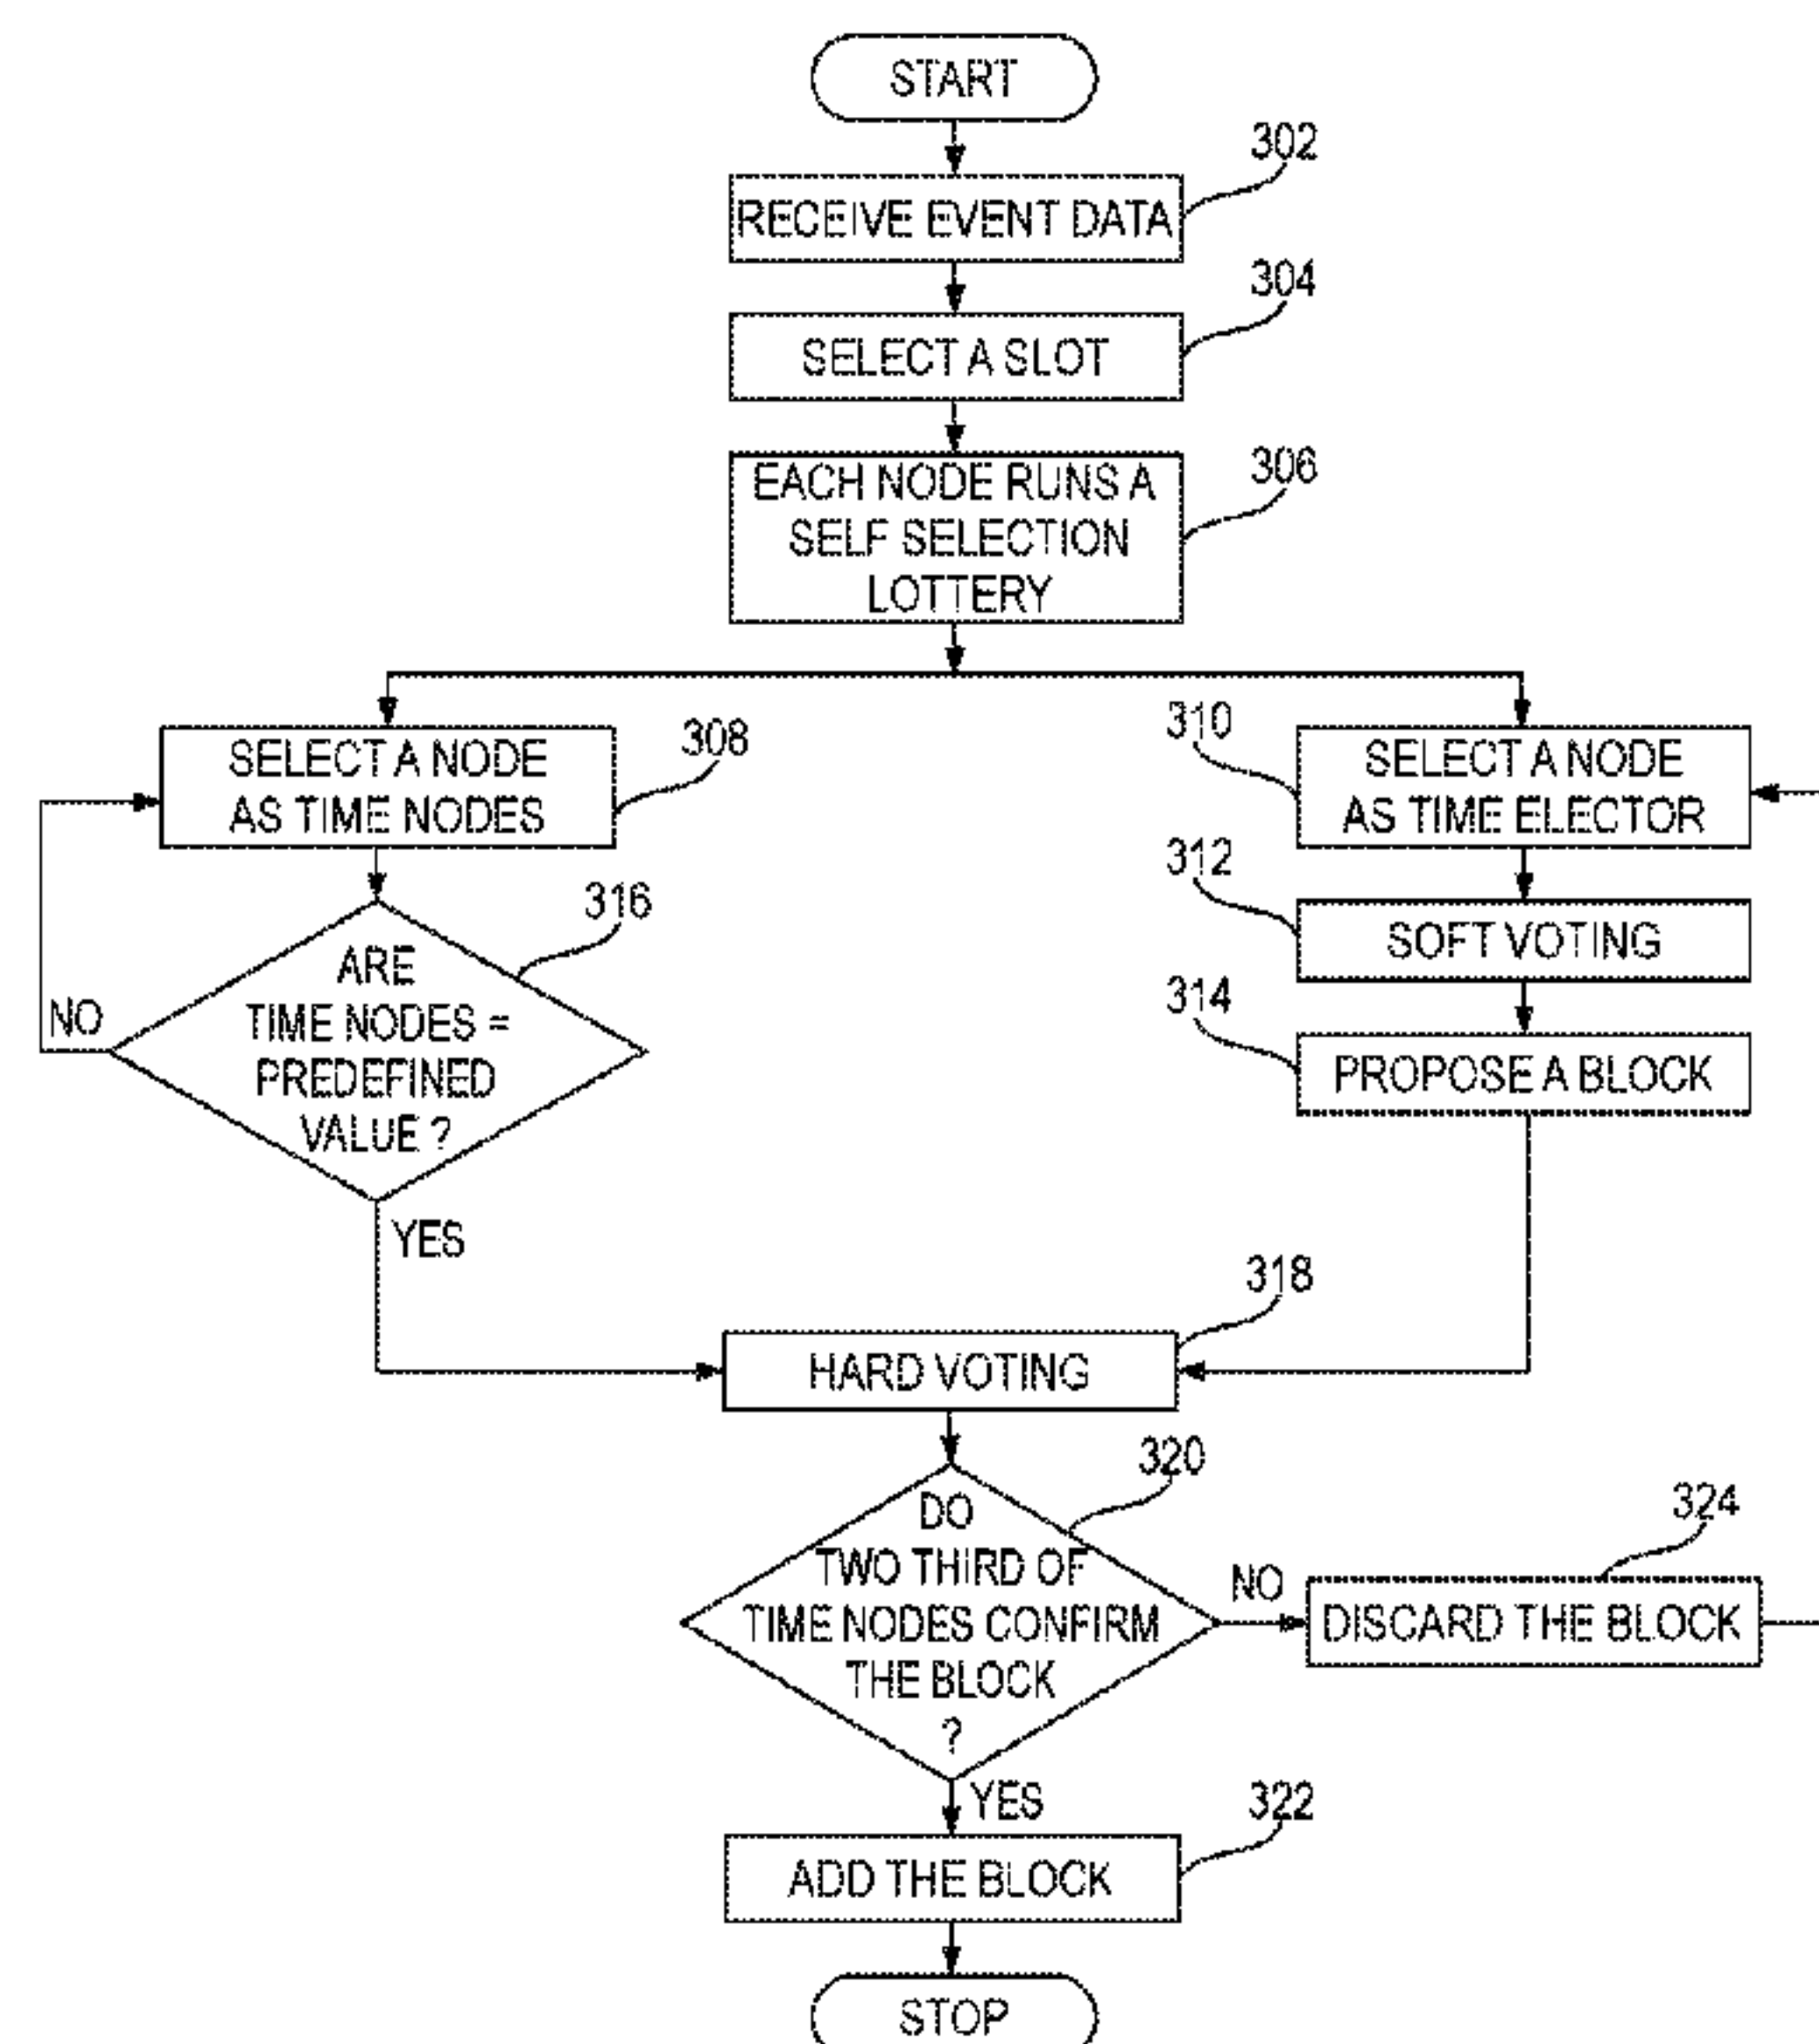 START
302
RECEIVE EVENT DATA
304
SELECT A SLOT
306
EACH NODE RUNS A
SELF SELECTION
LOTTERY
308
SELECT A NODE
AS TIME NODES
310
SELECT A NODE
AS TIME ELECTOR
312
SOFT VOTING
314
PROPOSE A BLOCK
316
ARE
TIME NODES =
PREDEFINED
VALUE ?
NO
YES
318
HARD VOTING
320
DO
TWO THIRD OF
TIME NODES CONFIRM
THE BLOCK
?
NO
324
DISCARD THE BLOCK
YES
322
ADD THE BLOCK
STOP